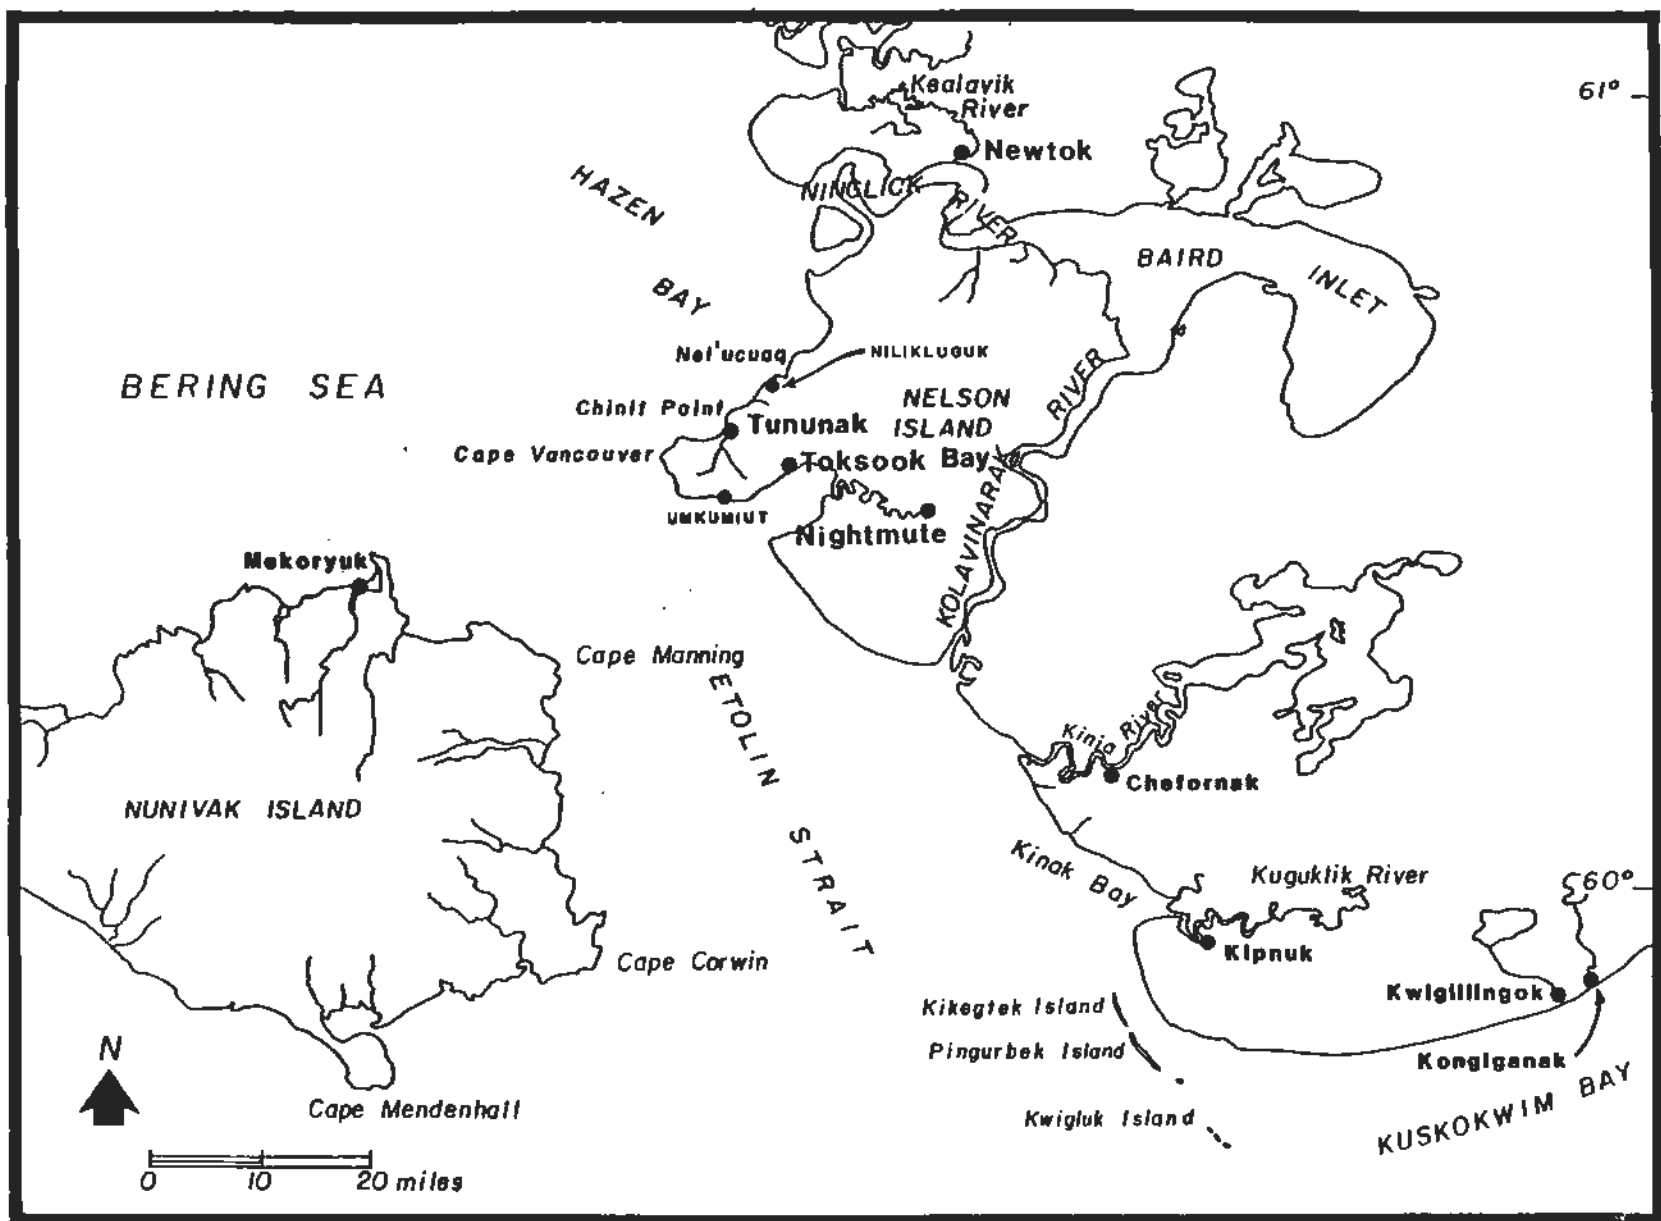 Kealavik
River
61°
Newtok
HAZEN
BAY
NINGLICK
RIVER
BAIRD
INLET
Nel'ucuaq
NILIKLUGUK
BERING SEA
Chinit Point
NELSON
ISLAND
RIVER
Tununak
Cape Vancouver
Toksook Bay
UMKUMIUT
Nightmute
KOLAVINARAK
Mekoryuk
Cape Manning
ETOLIN
STRAIT
Kinia River
Chefornak
NUNIVAK ISLAND
Kinak Bay
Kuguklik River
60°
Kipnuk
Cape Corwin
Kwigillingok
Kikegtek Island
Pingurbek Island
Kongiganak
N
Cape Mendenhall
Kwigluk Island
KUSKOKWIM BAY
0 10 20 miles